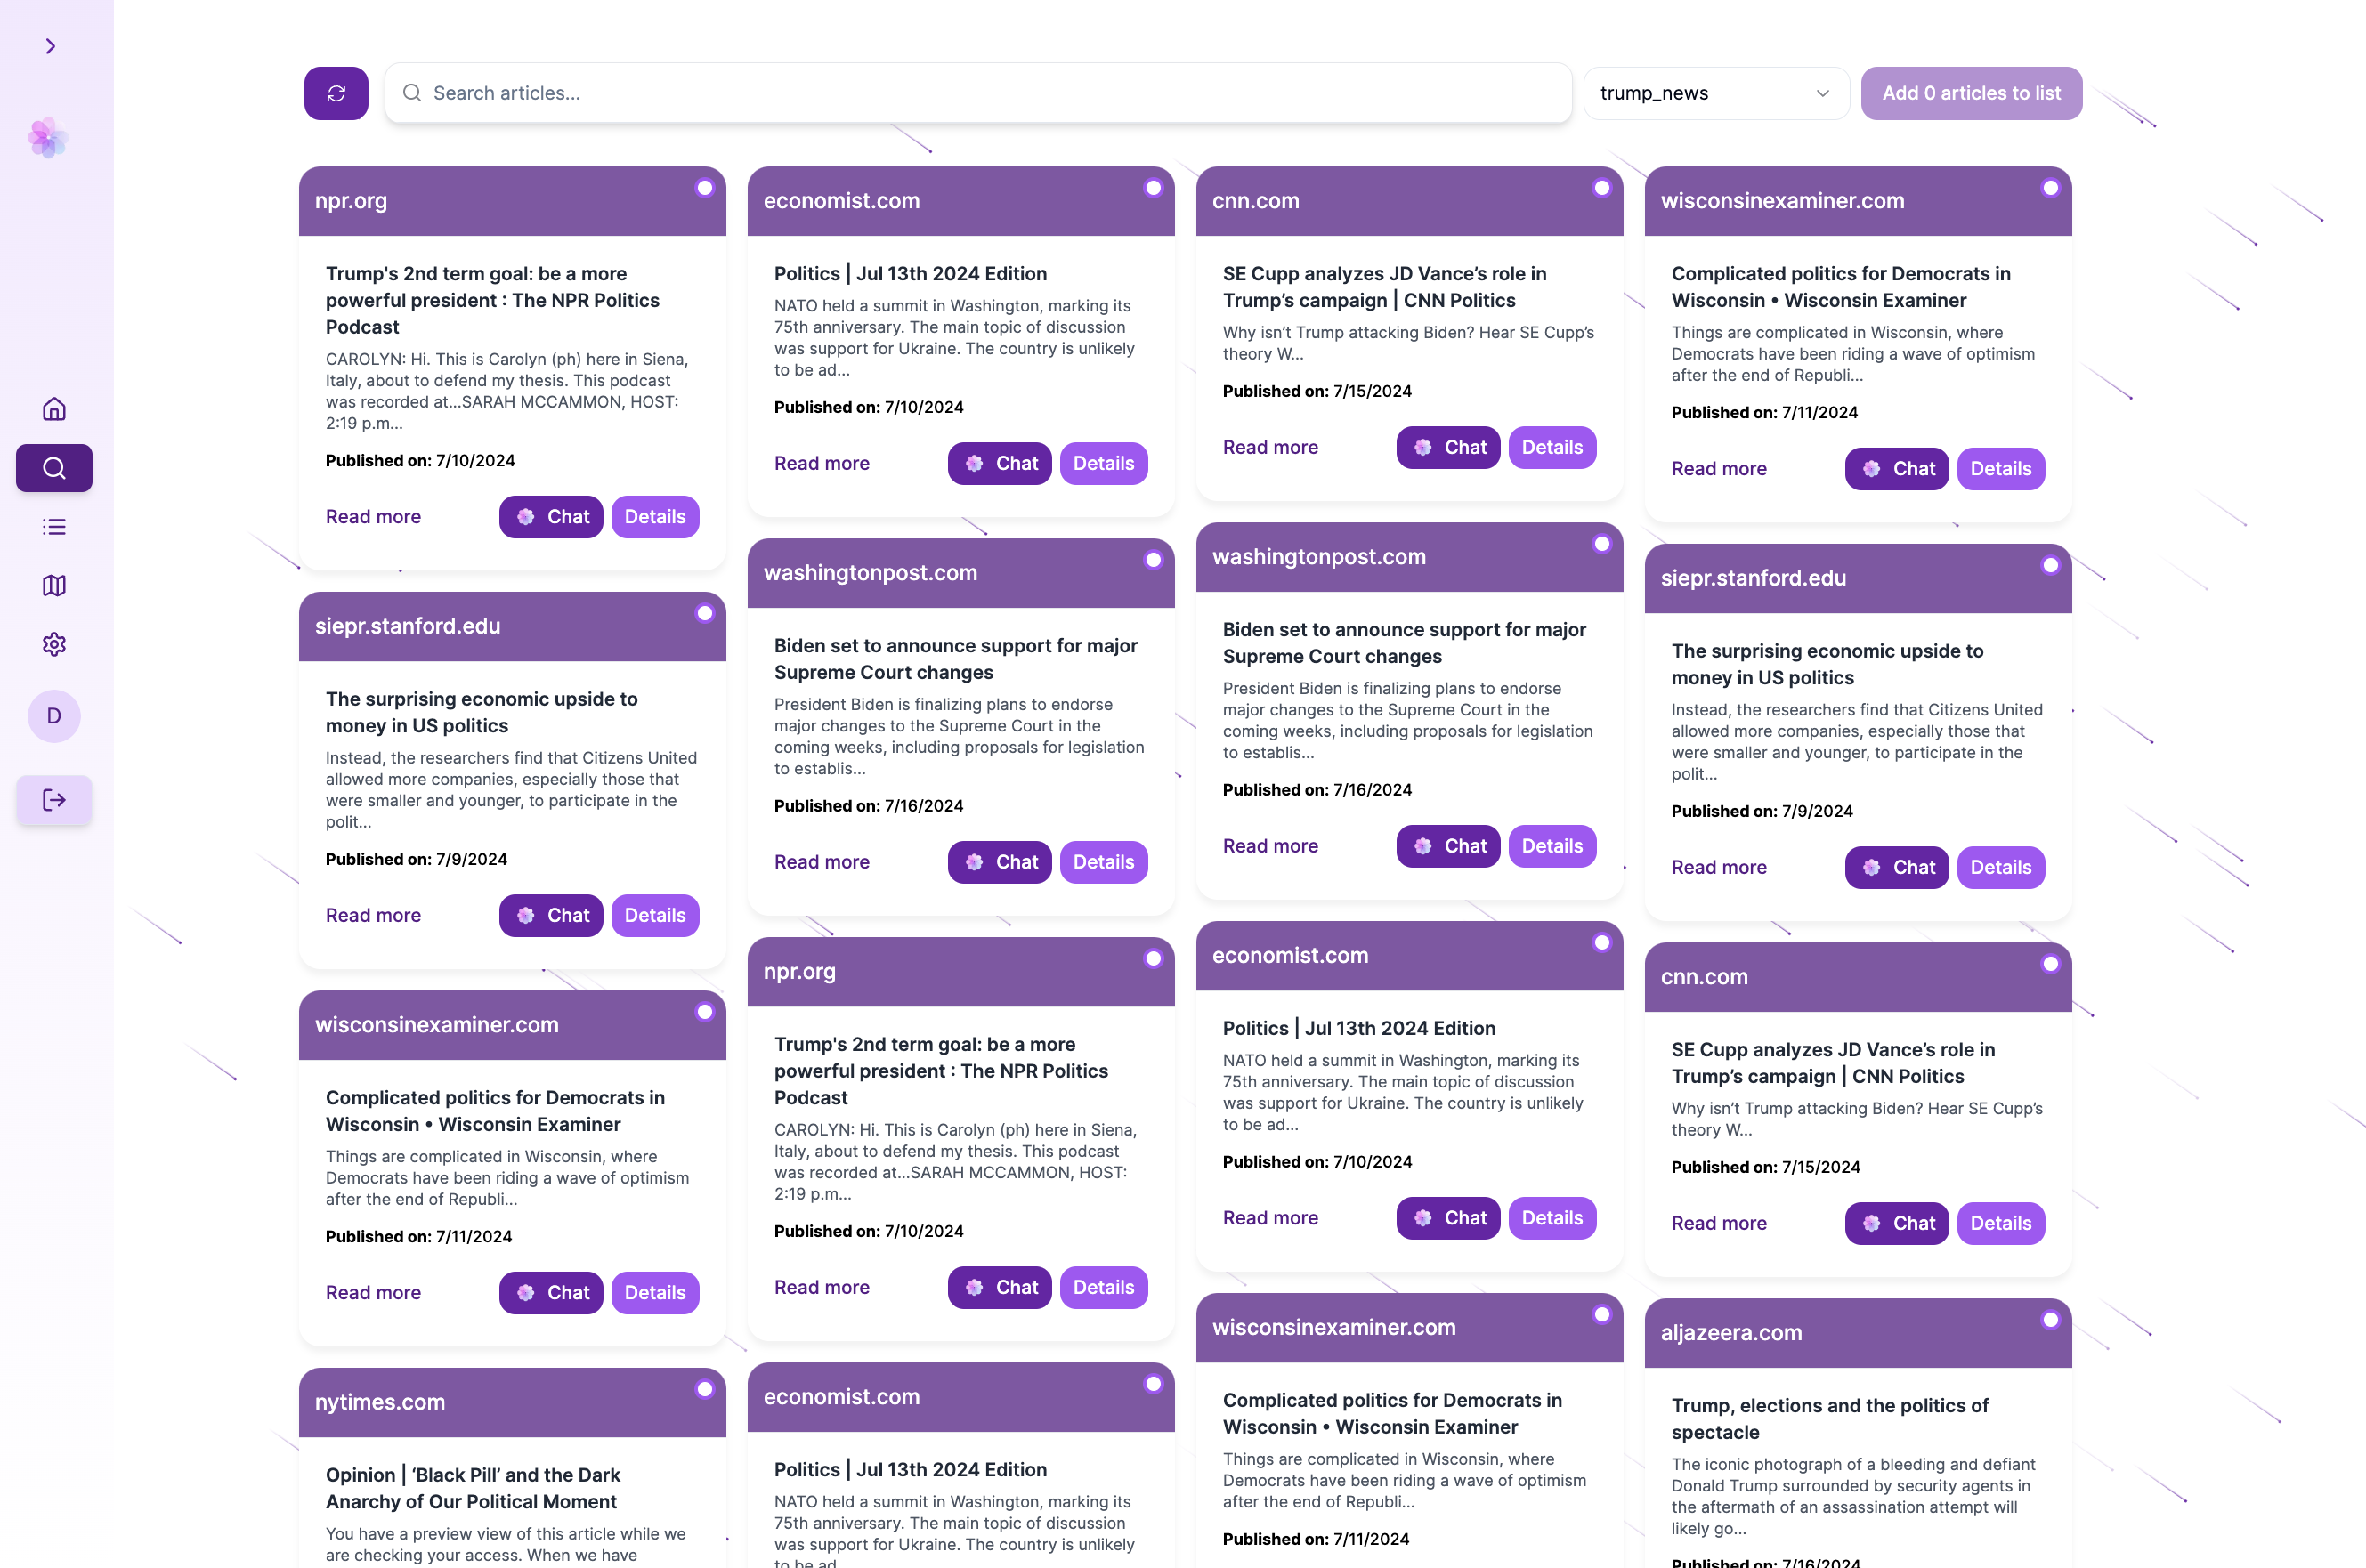 Search articles...
trump_news
Add 0 articles to list
D
npr.org
Trump's 2nd term goal: be a more
powerful president : The NPR Politics
Podcast
CAROLYN: Hi. This is Carolyn (ph) here in Siena,
Italy, about to defend my thesis. This podcast
was recorded at...SARAH MCCAMMON, HOST:
2:19 p.m...
Published on: 7/10/2024
Read more
Chat
Details
siepr.stanford.edu
The surprising economic upside to
money in US politics
Instead, the researchers find that Citizens United
allowed more companies, especially those that
were smaller and younger, to participate in the
polit...
Published on: 7/9/2024
Read more
Chat
Details
wisconsinexaminer.com
Complicated politics for Democrats in
Wisconsin • Wisconsin Examiner
Things are complicated in Wisconsin, where
Democrats have been riding a wave of optimism
after the end of Republi...
Published on: 7/11/2024
Read more
Chat
Details
nytimes.com
Opinion | ‘Black Pill’ and the Dark
Anarchy of Our Political Moment
You have a preview view of this article while we
are checking your access. When we have
economist.com
Politics | Jul 13th 2024 Edition
NATO held a summit in Washington, marking its
75th anniversary. The main topic of discussion
was support for Ukraine. The country is unlikely
to be ad...
Published on: 7/10/2024
Read more
Chat
Details
washingtonpost.com
Biden set to announce support for major
Supreme Court changes
President Biden is finalizing plans to endorse
major changes to the Supreme Court in the
coming weeks, including proposals for legislation
to establis...
Published on: 7/16/2024
Read more
Chat
Details
npr.org
Trump's 2nd term goal: be a more
powerful president : The NPR Politics
Podcast
CAROLYN: Hi. This is Carolyn (ph) here in Siena,
Italy, about to defend my thesis. This podcast
was recorded at...SARAH MCCAMMON, HOST:
2:19 p.m...
Published on: 7/10/2024
Read more
Chat
Details
economist.com
Politics | Jul 13th 2024 Edition
NATO held a summit in Washington, marking its
75th anniversary. The main topic of discussion
was support for Ukraine. The country is unlikely
to be ad...
cnn.com
SE Cupp analyzes JD Vance’s role in
Trump’s campaign | CNN Politics
Why isn’t Trump attacking Biden? Hear SE Cupp’s
theory W...
Published on: 7/15/2024
Read more
Chat
Details
washingtonpost.com
Biden set to announce support for major
Supreme Court changes
President Biden is finalizing plans to endorse
major changes to the Supreme Court in the
coming weeks, including proposals for legislation
to establis...
Published on: 7/16/2024
Read more
Chat
Details
economist.com
Politics | Jul 13th 2024 Edition
NATO held a summit in Washington, marking its
75th anniversary. The main topic of discussion
was support for Ukraine. The country is unlikely
to be ad...
Published on: 7/10/2024
Read more
Chat
Details
wisconsinexaminer.com
Complicated politics for Democrats in
Wisconsin • Wisconsin Examiner
Things are complicated in Wisconsin, where
Democrats have been riding a wave of optimism
after the end of Republi...
Published on: 7/11/2024
wisconsinexaminer.com
Complicated politics for Democrats in
Wisconsin • Wisconsin Examiner
Things are complicated in Wisconsin, where
Democrats have been riding a wave of optimism
after the end of Republi...
Published on: 7/11/2024
Read more
Chat
Details
siepr.stanford.edu
The surprising economic upside to
money in US politics
Instead, the researchers find that Citizens United
allowed more companies, especially those that
were smaller and younger, to participate in the
polit...
Published on: 7/9/2024
Read more
Chat
Details
cnn.com
SE Cupp analyzes JD Vance’s role in
Trump’s campaign | CNN Politics
Why isn’t Trump attacking Biden? Hear SE Cupp’s
theory W...
Published on: 7/15/2024
Read more
Chat
Details
aljazeera.com
Trump, elections and the politics of
spectacle
The iconic photograph of a bleeding and defiant
Donald Trump surrounded by security agents in
the aftermath of an assassination attempt will
likely go...
Published on: 7/16/2024